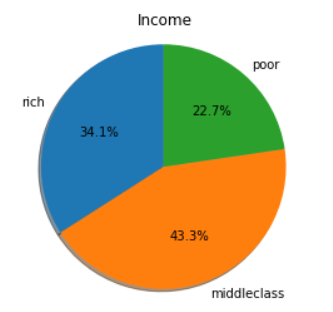 Income
poor
rich
34.1%
22.7%
43.3%
middleclass